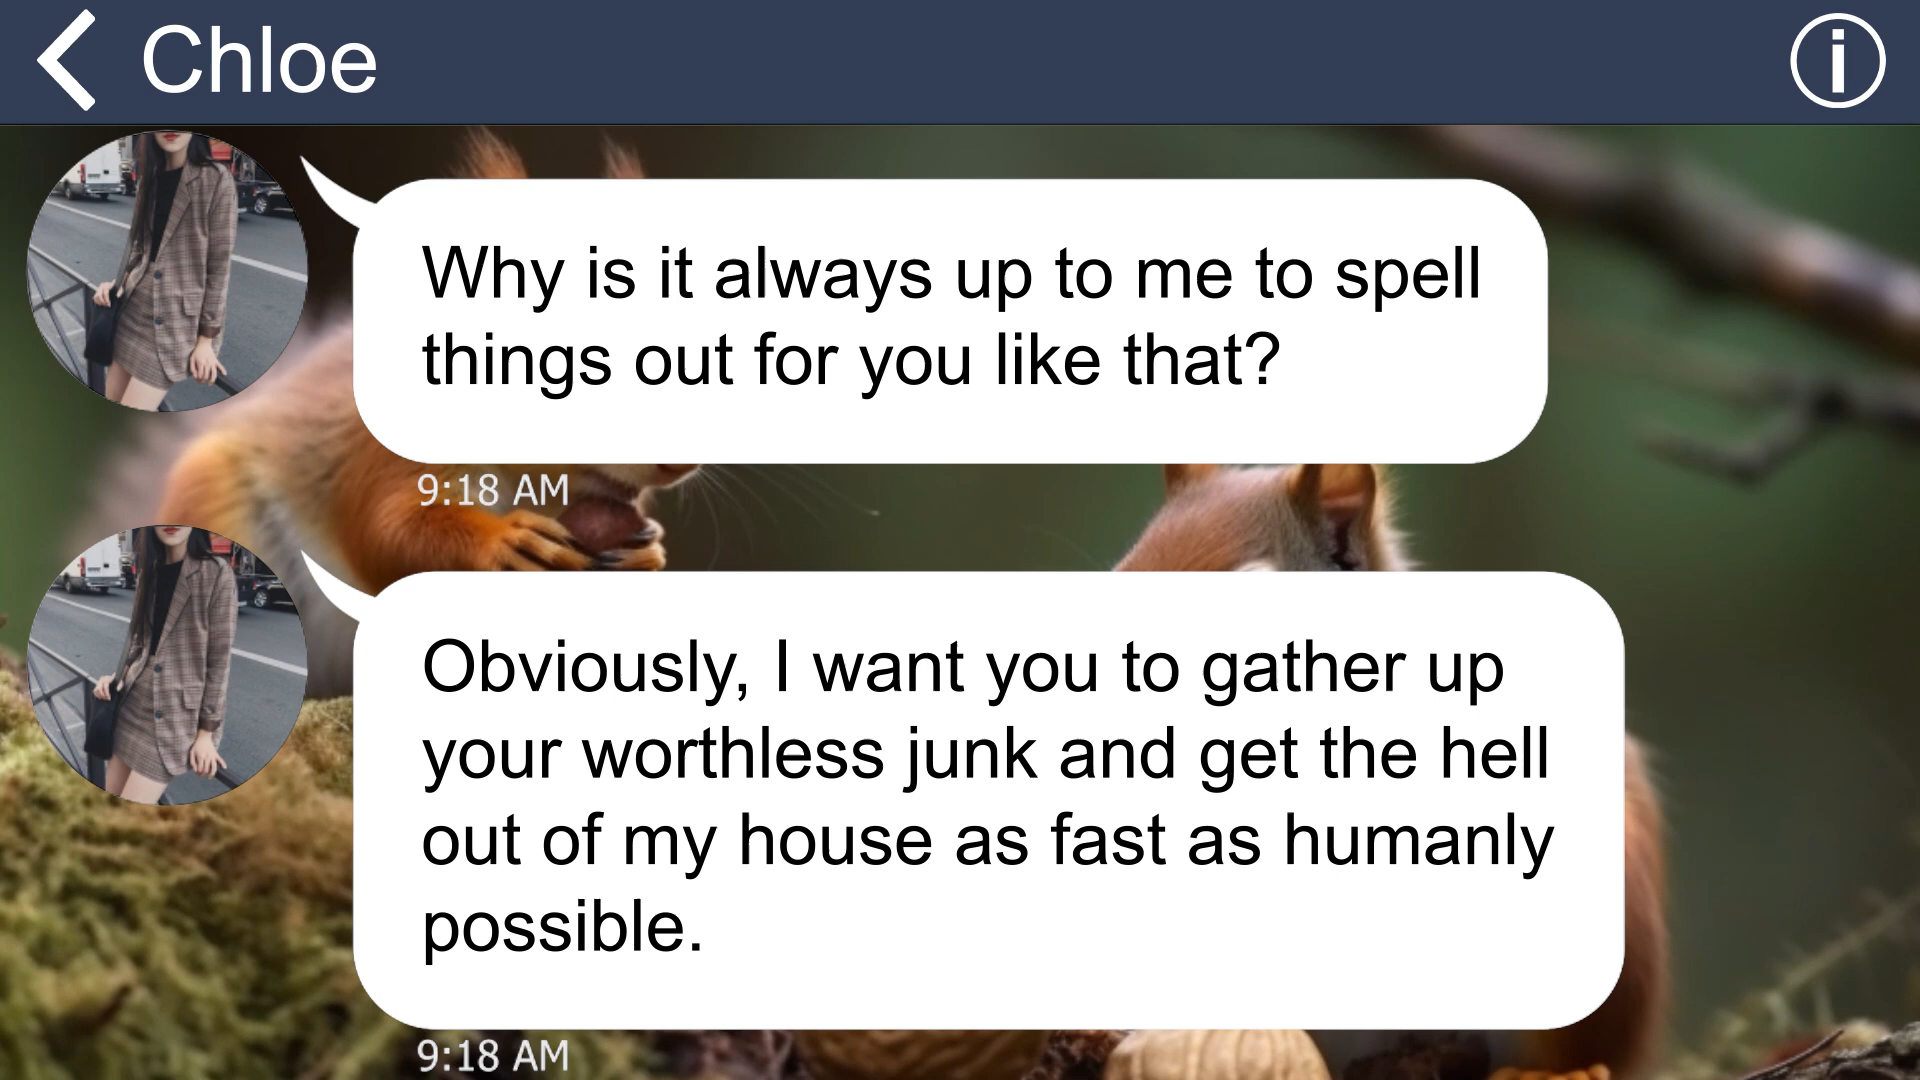 Chloe
Why is it always up to me to spell
things out for you like that?
9:18 AM
Obviously, I want you to gather up
your worthless junk and get the hell
out of my house as fast as humanly
possible.
9:18 AM